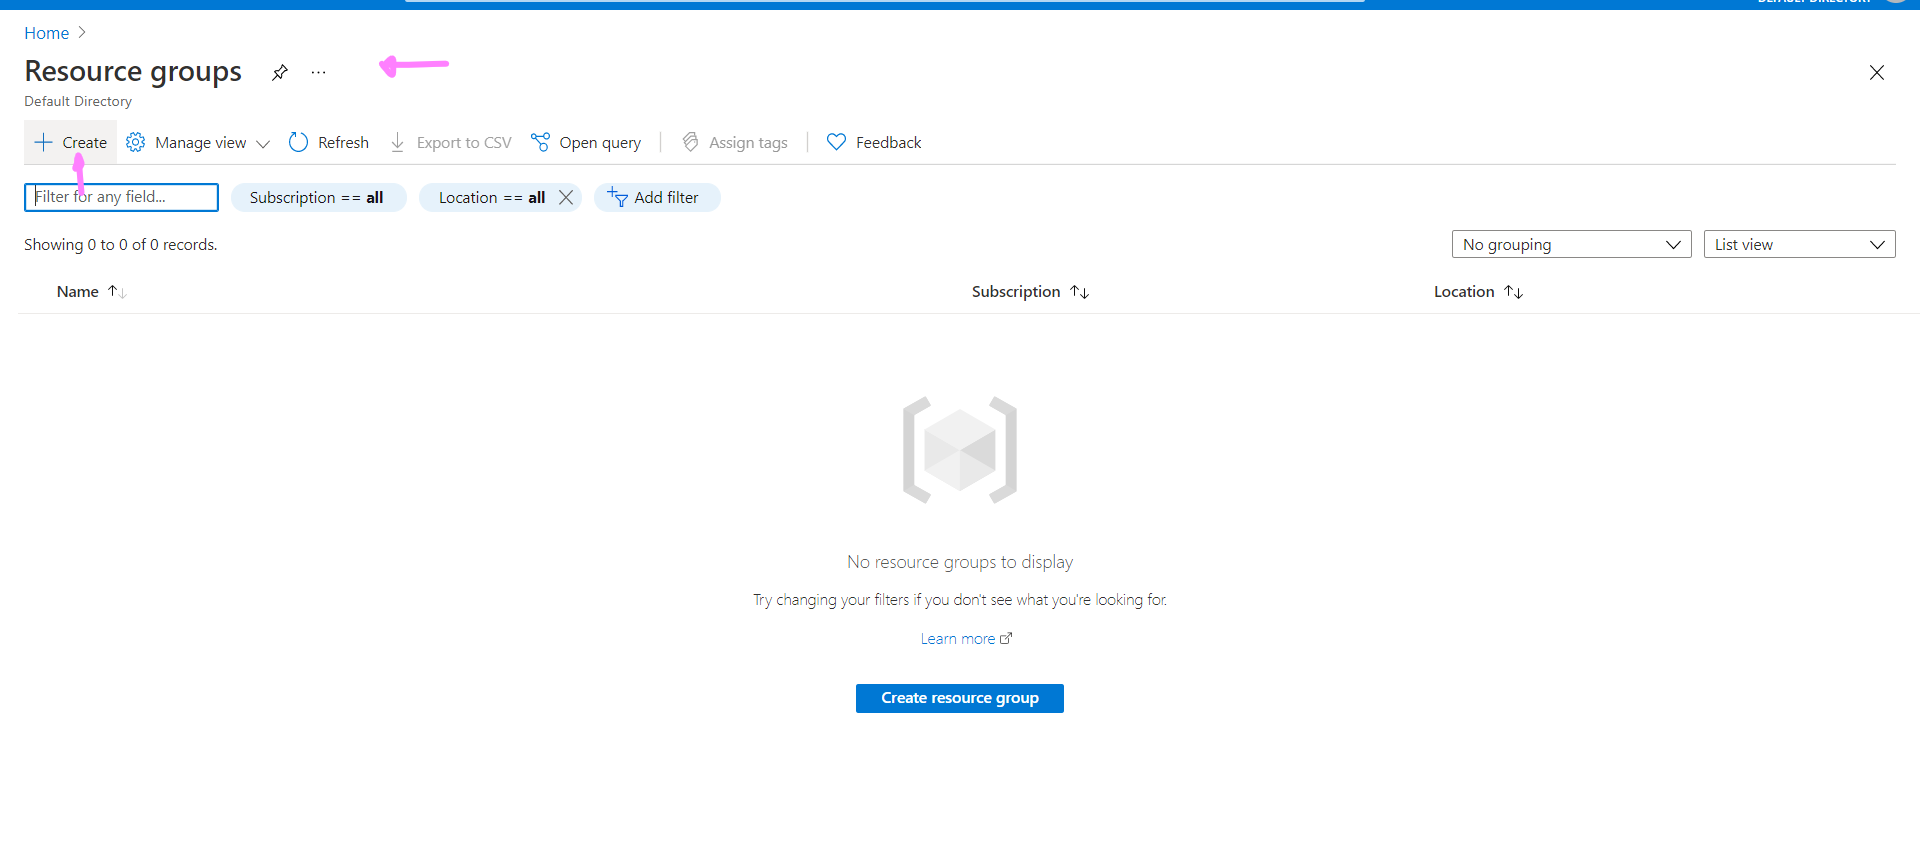 DEFAULT DIRECTORY
Home
Resource groups
Default Directory
Create Manage view Refresh Export to CSV Open query Assign tags Feedback
Filter for any field... Subscription == all Location == all Add filter
Showing 0 to 0 of 0 records. No grouping List view
Name Subscription Location
No resource groups to display
Try changing your filters if you don't see what you're looking for.
Learn more
Create resource group